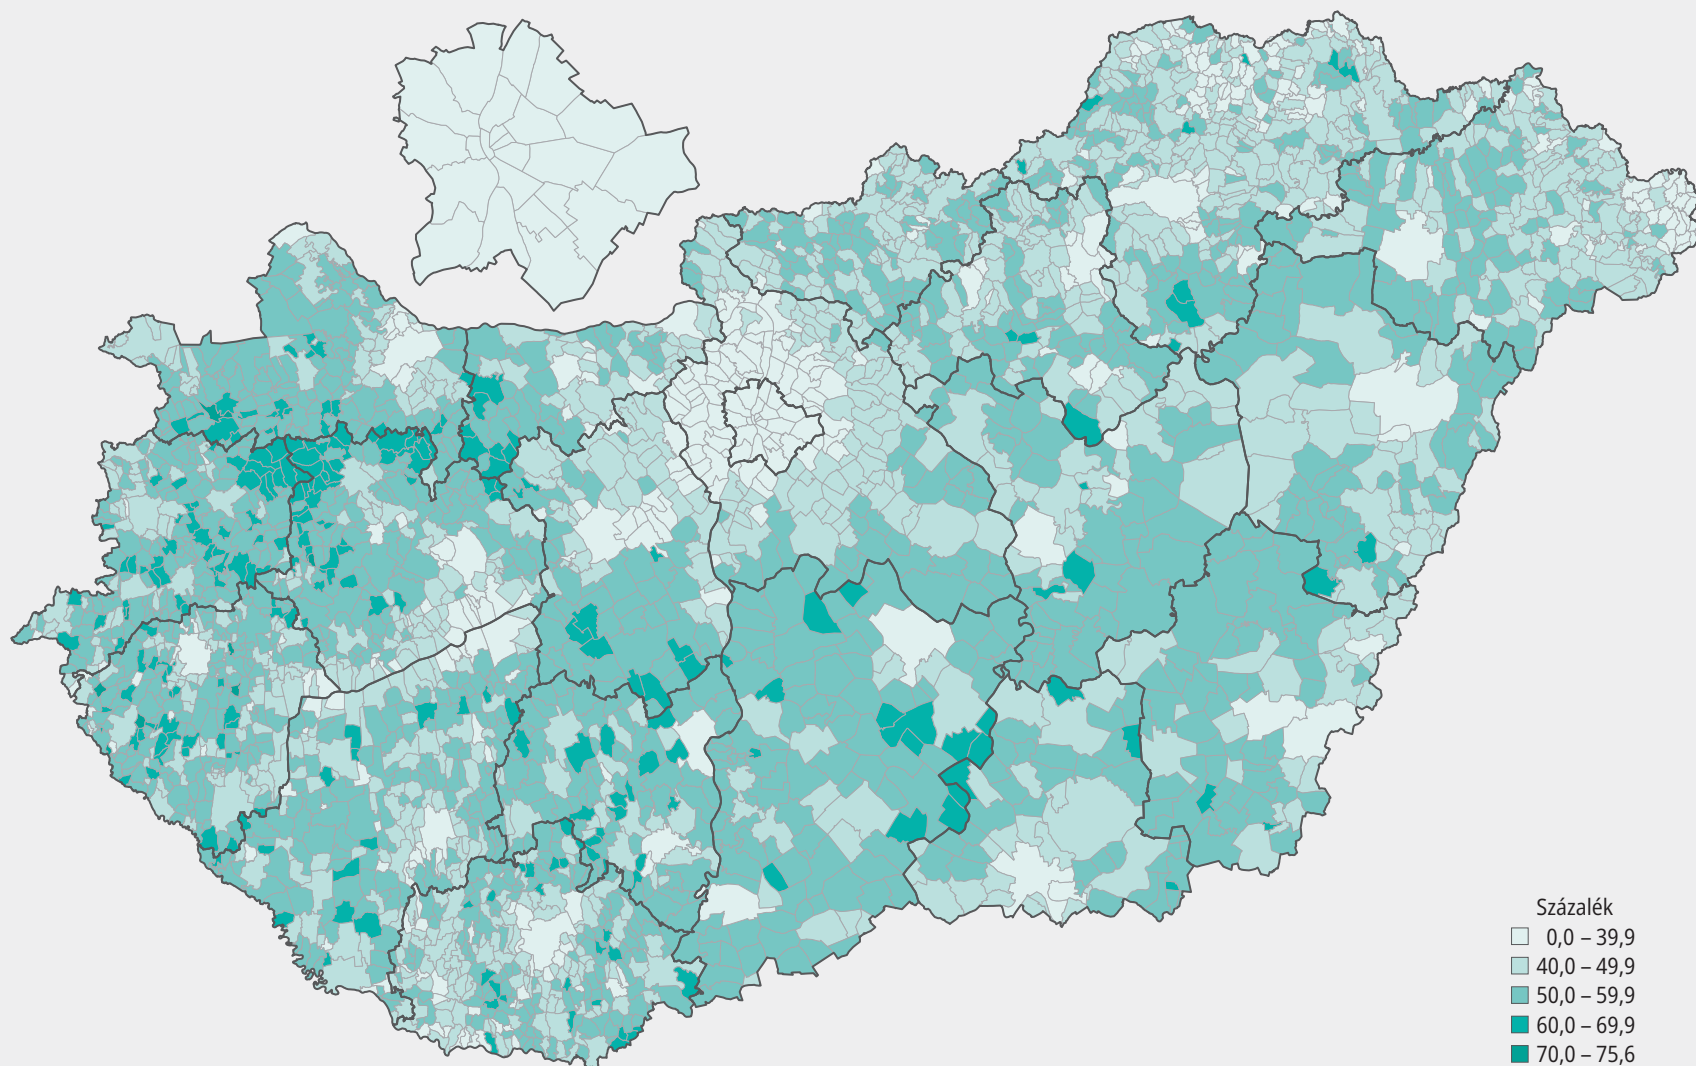 Százalék
0,0 – 39,9
40,0 – 49,9
50,0 – 59,9
60,0 – 69,9
70,0 – 75,6